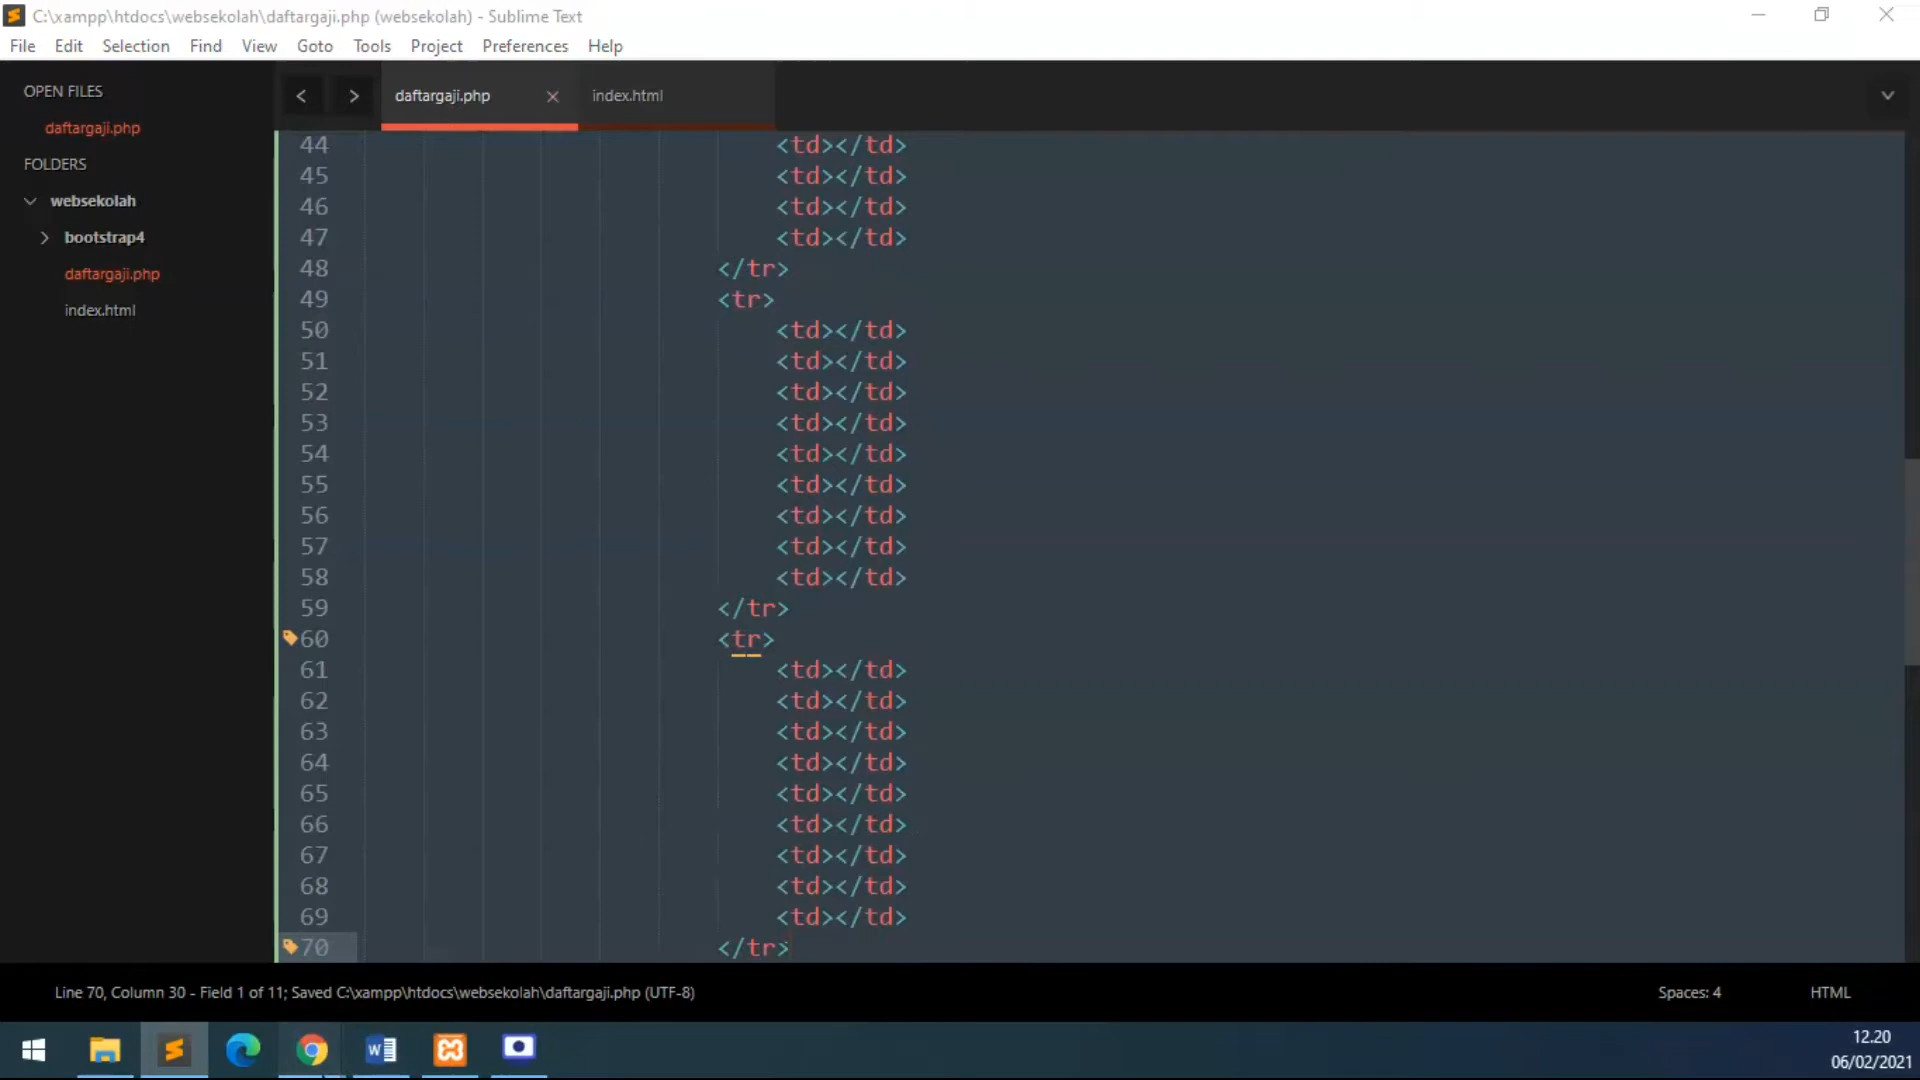 C:\xampp\htdocs\websekolah\daftargaji.php (websekolah) - Sublime Text
File Edit Selection Find View Goto Tools Project Preferences Help
OPEN FILES
daftargaji.php
FOLDERS
websekolah
bootstrap4
daftargaji.php
index.html
daftargaji.php index.html
44 <td></td>
45 <td></td>
46 <td></td>
47 <td></td>
48 </tr>
49 <tr>
50 <td></td>
51 <td></td>
52 <td></td>
53 <td></td>
54 <td></td>
55 <td></td>
56 <td></td>
57 <td></td>
58 <td></td>
59 </tr>
60 <tr>
61 <td></td>
62 <td></td>
63 <td></td>
64 <td></td>
65 <td></td>
66 <td></td>
67 <td></td>
68 <td></td>
69 <td></td>
70 </tr>
Line 70, Column 30 - Field 1 of 11; Saved C:\xampp\htdocs\websekolah\daftargaji.php (UTF-8) Spaces: 4 HTML
12.20
06/02/2021